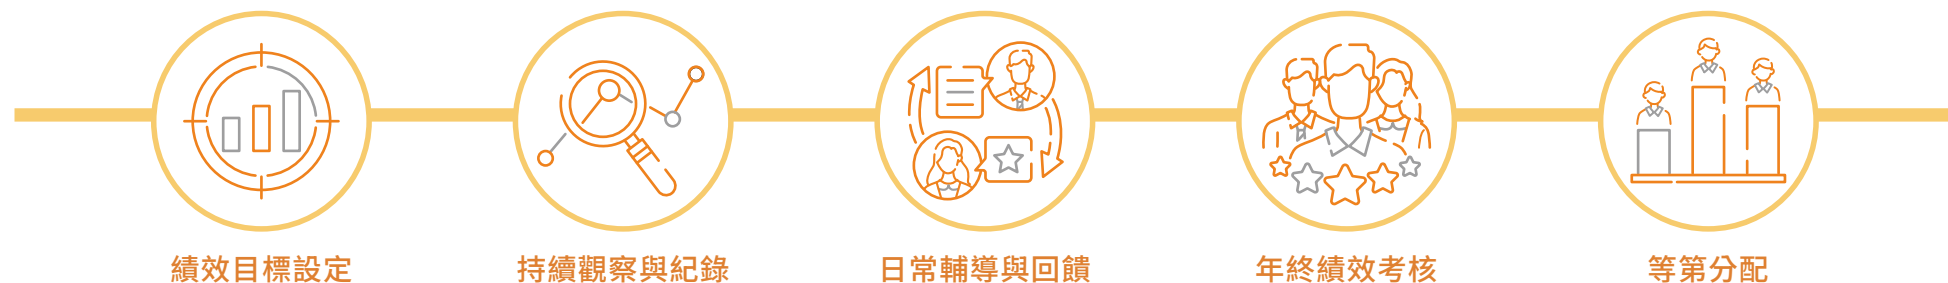 績效目標設定
持續觀察與紀錄
日常輔導與回饋
年終績效考核
等第分配